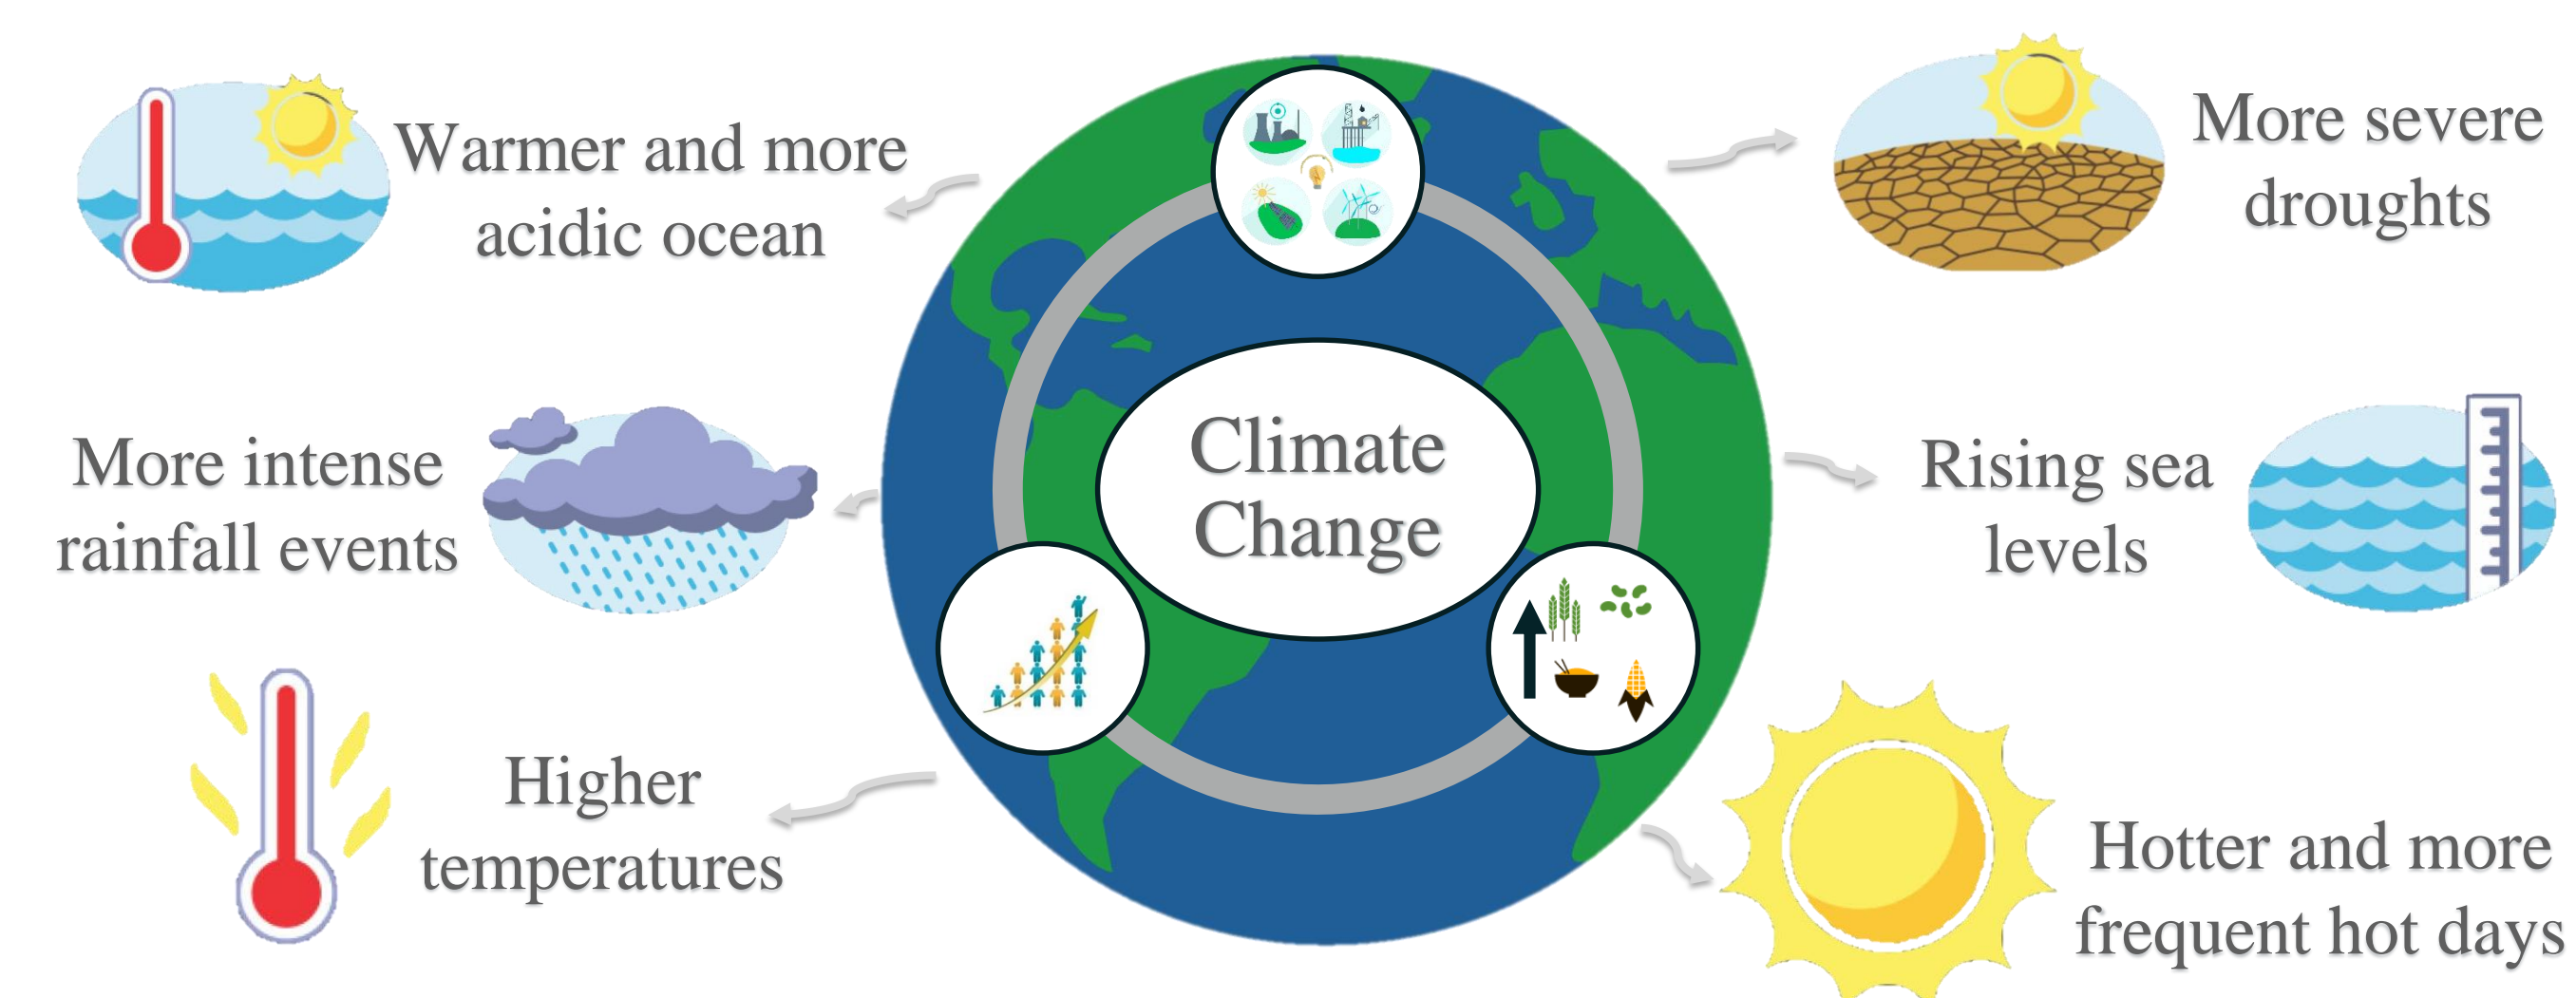 Warmer and more
acidic ocean
More intense
rainfall events
Higher
temperatures
Climate
Change
More severe
droughts
Rising sea
levels
Hotter and more
frequent hot days